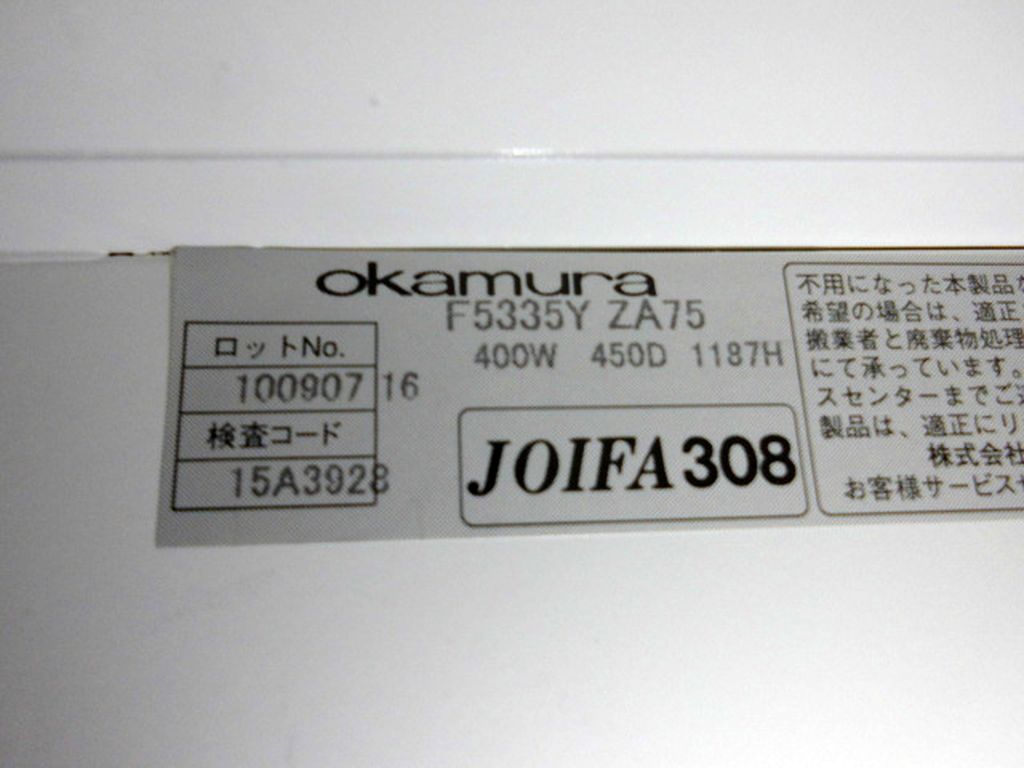 okamura
F5335Y ZA75
400W 450D 1187H
ロットNo.
100907 16
検査コード
15A3928
JOIFA308
不用になった本製品
希望の場合は、適正
搬業者と廃棄物処理
にて承っています。
スセンターまでご
製品は、適正にリ
株式会社
お客様サービス